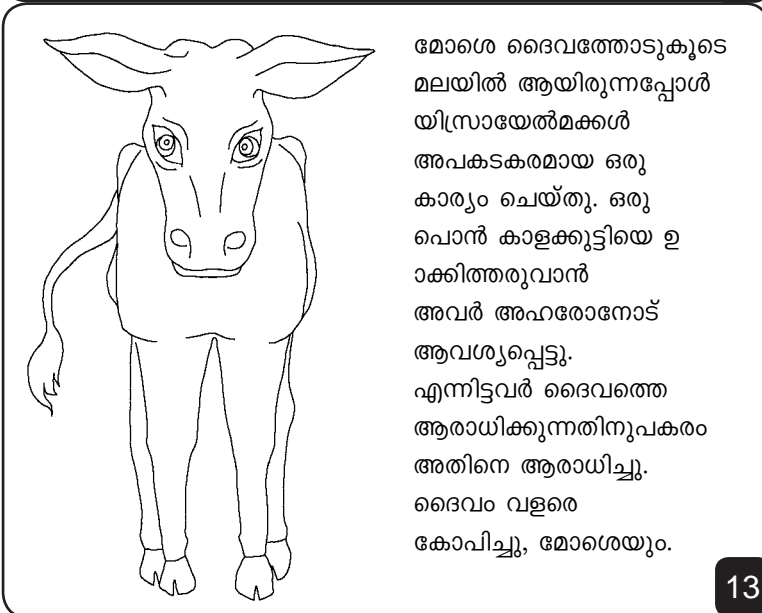 മോശെ ദൈവത്തോടുകൂടെ
മലയിൽ ആയിരുന്നപ്പോൾ
യിസ്രായേൽമക്കൾ
അപകടകരമായ ഒരു
കാര്യം ചെയ്തു. ഒരു
പൊൻ കാളക്കുട്ടിയെ ഉ
ാക്കിത്തരുവാൻ
അവർ അഹരോനോട്
ആവശ്യപ്പെട്ടു.
എന്നിട്ടവർ ദൈവത്തെ
ആരാധിക്കുന്നതിനുപകരം
അതിനെ ആരാധിച്ചു.
ദൈവം വളരെ
കോപിച്ചു, മോശെയും.
13